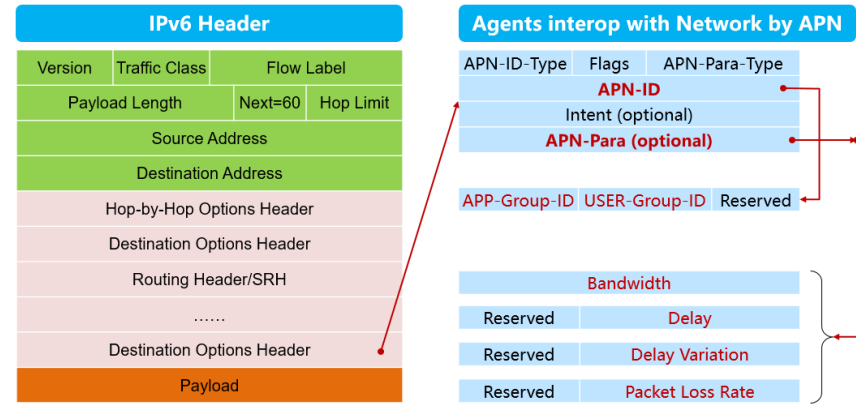 IPv6 Header
Version Traffic Class Flow Label
Payload Length Next=60 Hop Limit
Source Address
Destination Address
Hop-by-Hop Options Header
Destination Options Header
Routing Header/SRH
......
Destination Options Header
Payload
Agents interop with Network by APN
APN-ID-Type Flags APN-Para-Type
APN-ID
Intent (optional)
APN-Para (optional)
APP-Group-ID USER-Group-ID Reserved
Bandwidth
Reserved Delay
Reserved Delay Variation
Reserved Packet Loss Rate